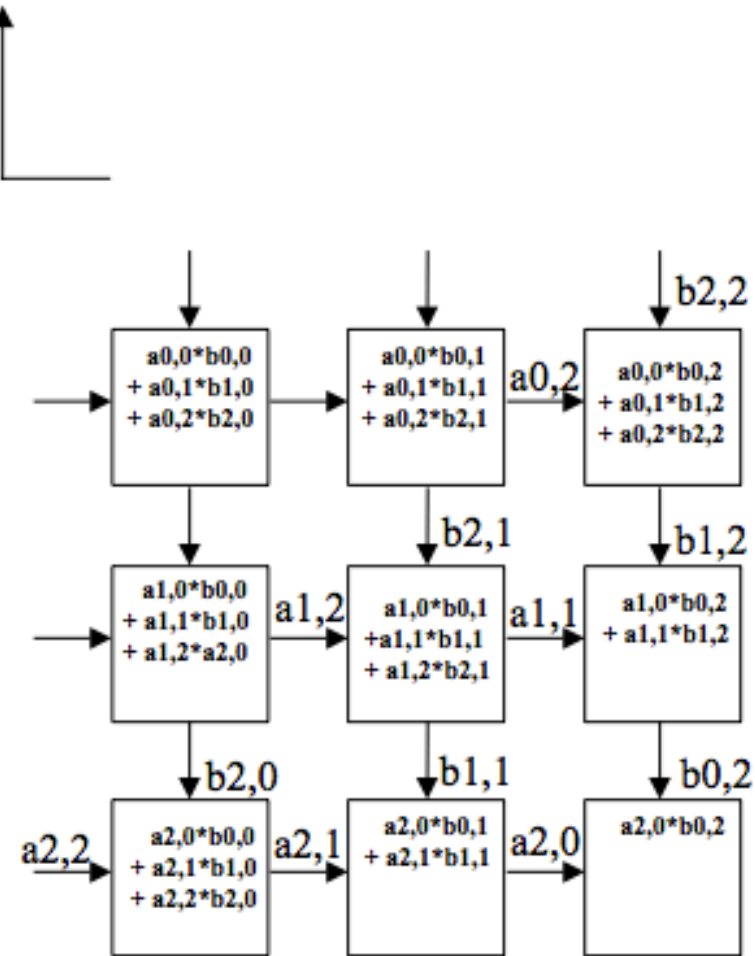 b2,2
a0,0*b0,0
+ a0,1*b1,0
+ a0,2*b2,0
a0,0*b0,1
+ a0,1*b1,1
+ a0,2*b2,1
a0,2
a0,0*b0,2
+ a0,1*b1,2
+ a0,2*b2,2
b2,1
b1,2
a1,0*b0,0
+ a1,1*b1,0
+ a1,2*a2,0
a1,2
a1,0*b0,1
+a1,1*b1,1
+ a1,2*b2,1
a1,1
a1,0*b0,2
+ a1,1*b1,2
b2,0
b1,1
b0,2
a2,2
a2,0*b0,0
+ a2,1*b1,0
+ a2,2*b2,0
a2,1
a2,0*b0,1
+ a2,1*b1,1
a2,0
a2,0*b0,2